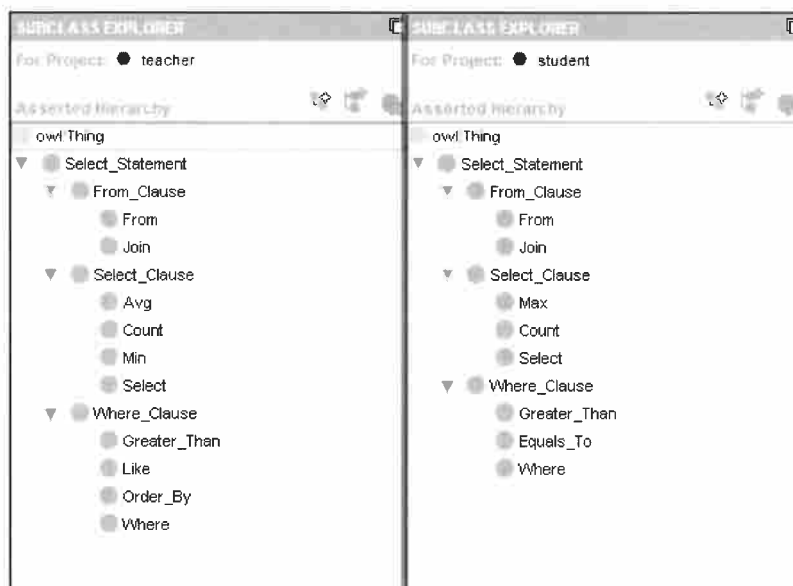 SUBCLASS EXPLORER
For Project: teacher
Asserted Hierarchy
owl:Thing
Select_Statement
From_Clause
From
Join
Select_Clause
Avg
Count
Min
Select
Where_Clause
Greater_Than
Like
Order_By
Where
SUBCLASS EXPLORER
For Project: student
Asserted Hierarchy
owl:Thing
Select_Statement
From_Clause
From
Join
Select_Clause
Max
Count
Select
Where_Clause
Greater_Than
Equals_To
Where